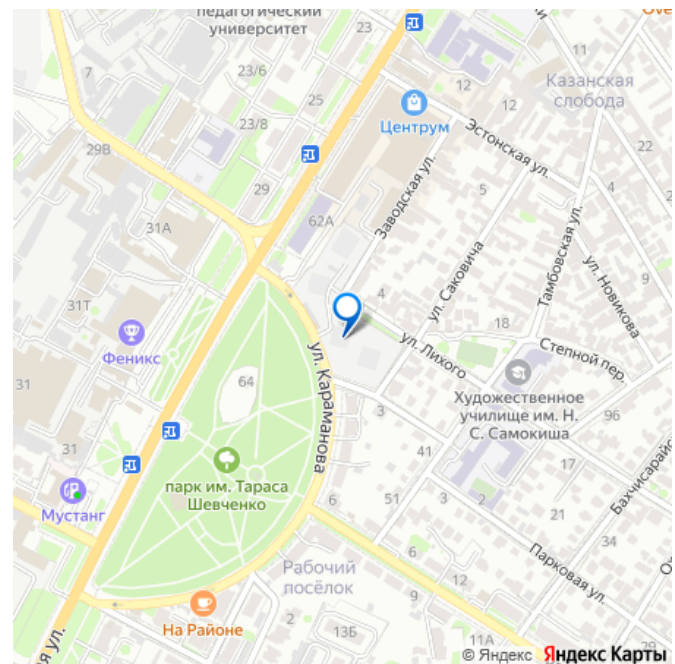 педагогический
университет
23/6
7
12
12
Казанская
слобода
25
Центрум
12
23/8
Эстонская ул.
22
29В
29
5
4
62А
Заводская ул.
31А
Тамбовская ул.
ул. Саковича
ул. Новикова
9
4
31Т
18
Феникс
ул. Лихого
Степной пер.
64
ул. Караманова
31
Художественное
училище им. Н.
С. Самокиша
3
96
31
41
17
Мустанг
парк им. Тараса
Шевченко
Бахчисарайс
6
51
3
2
21
34
Парковая ул.
Рабочий
посёлок
6
12
9
На Районе
2
13Б
11А
29
я ул.
© Яндекс Яндекс Карты